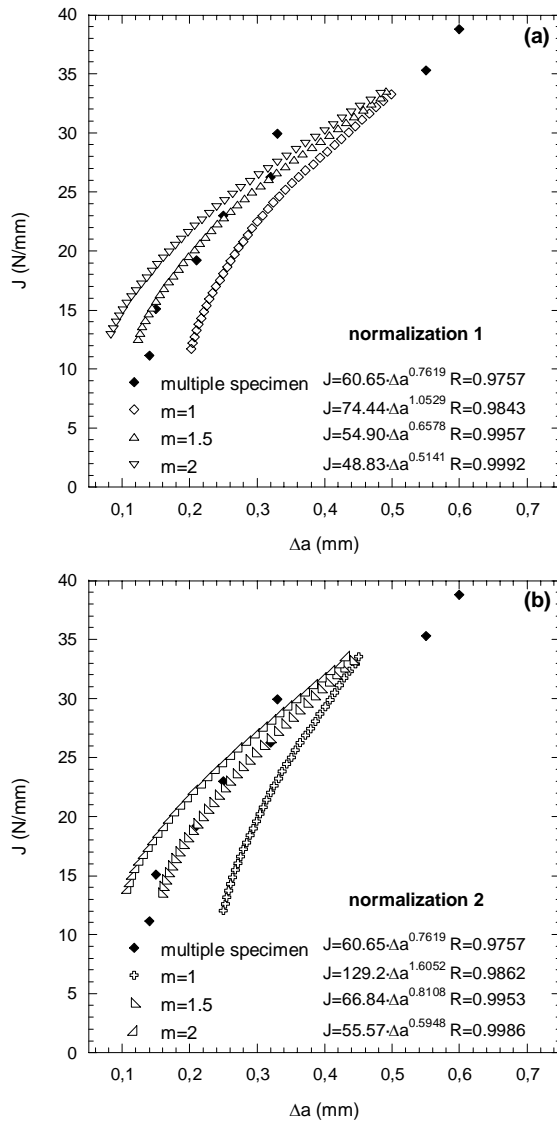 (a)
40
35
30
25
20
15
10
5
0
J (N/mm)
normalization 1
multiple specimen J=60.65·Δa^0.7619 R=0.9757
m=1 J=74.44·Δa^1.0529 R=0.9843
m=1.5 J=54.90·Δa^0.6578 R=0.9957
m=2 J=48.83·Δa^0.5141 R=0.9992
0,1 0,2 0,3 0,4 0,5 0,6 0,7
Δa (mm)
(b)
40
35
30
25
20
15
10
5
0
J (N/mm)
normalization 2
multiple specimen J=60.65·Δa^0.7619 R=0.9757
m=1 J=129.2·Δa^1.6052 R=0.9862
m=1.5 J=66.84·Δa^0.8108 R=0.9953
m=2 J=55.57·Δa^0.5948 R=0.9986
0,1 0,2 0,3 0,4 0,5 0,6 0,7
Δa (mm)